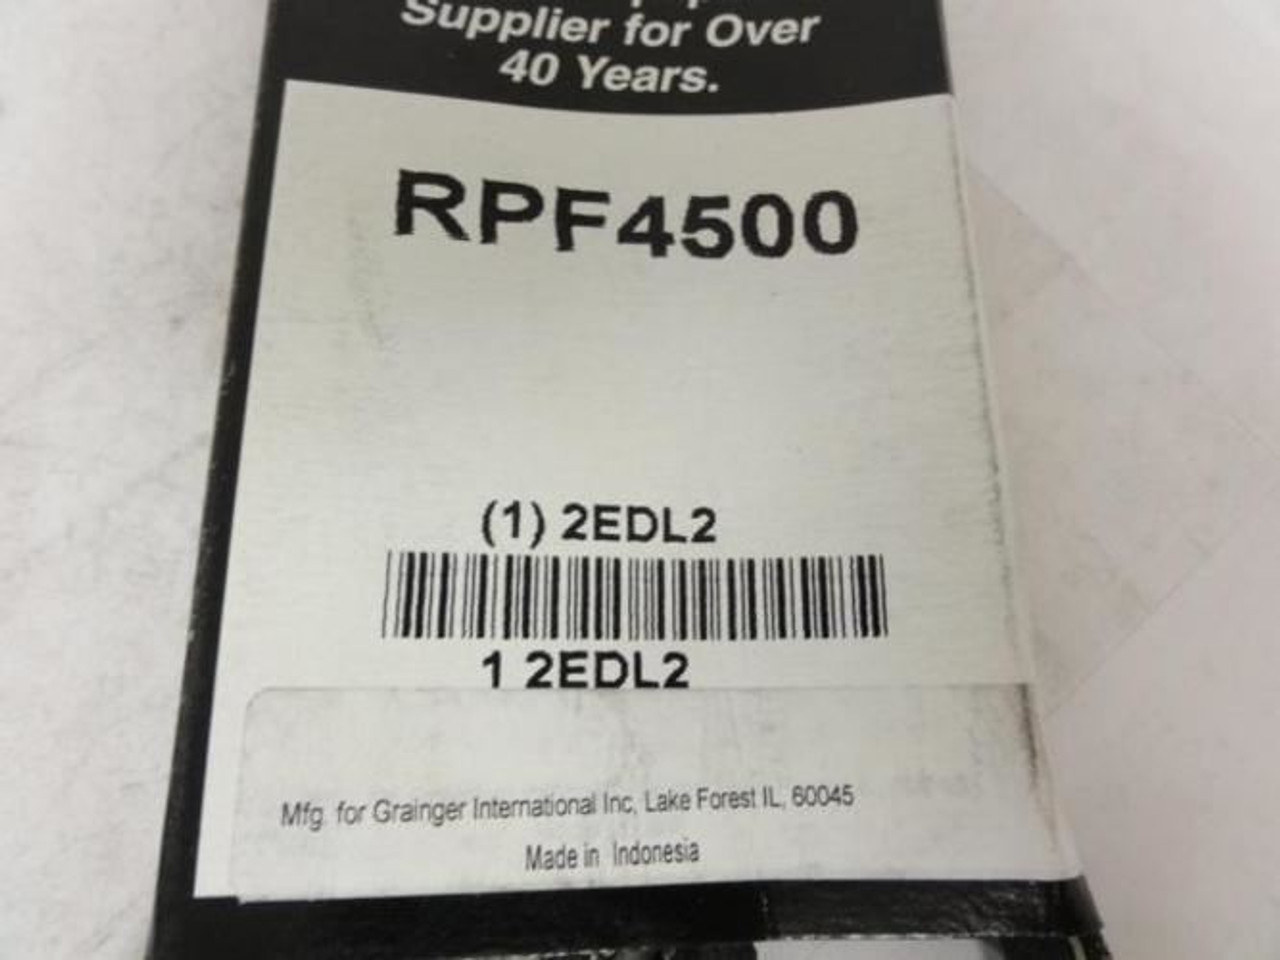 Supplier for Over
40 Years.
RPF4500
(1) 2EDL2
1 2EDL2
Mfg. for Grainger International Inc, Lake Forest IL, 60045
Made in Indonesia